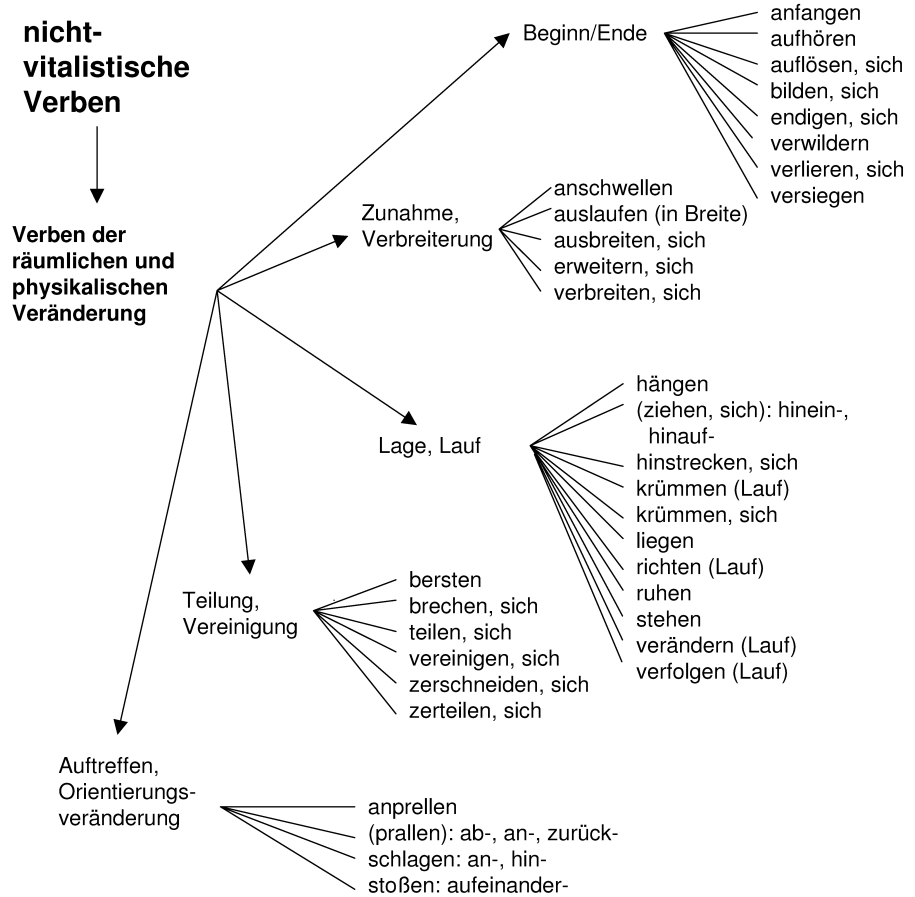 nicht-
vitalistische
Verben
Verben der
räumlichen und
physikalischen
Veränderung
Beginn/Ende
anfangen
aufhören
auflösen, sich
bilden, sich
endigen, sich
verwildern
verlieren, sich
versiegen
Zunahme,
Verbreiterung
anschwellen
auslaufen (in Breite)
ausbreiten, sich
erweitern, sich
verbreiten, sich
Lage, Lauf
hängen
(ziehen, sich): hinein-,
hinauf-
hinstrecken, sich
krümmen (Lauf)
krümmen, sich
liegen
richten (Lauf)
ruhen
stehen
verändern (Lauf)
verfolgen (Lauf)
Teilung,
Vereinigung
bersten
brechen, sich
teilen, sich
vereinigen, sich
zerschneiden, sich
zerteilen, sich
Auftreffen,
Orientierungs-
veränderung
anprellen
(prallen): ab-, an-, zurück-
schlagen: an-, hin-
stoßen: aufeinander-